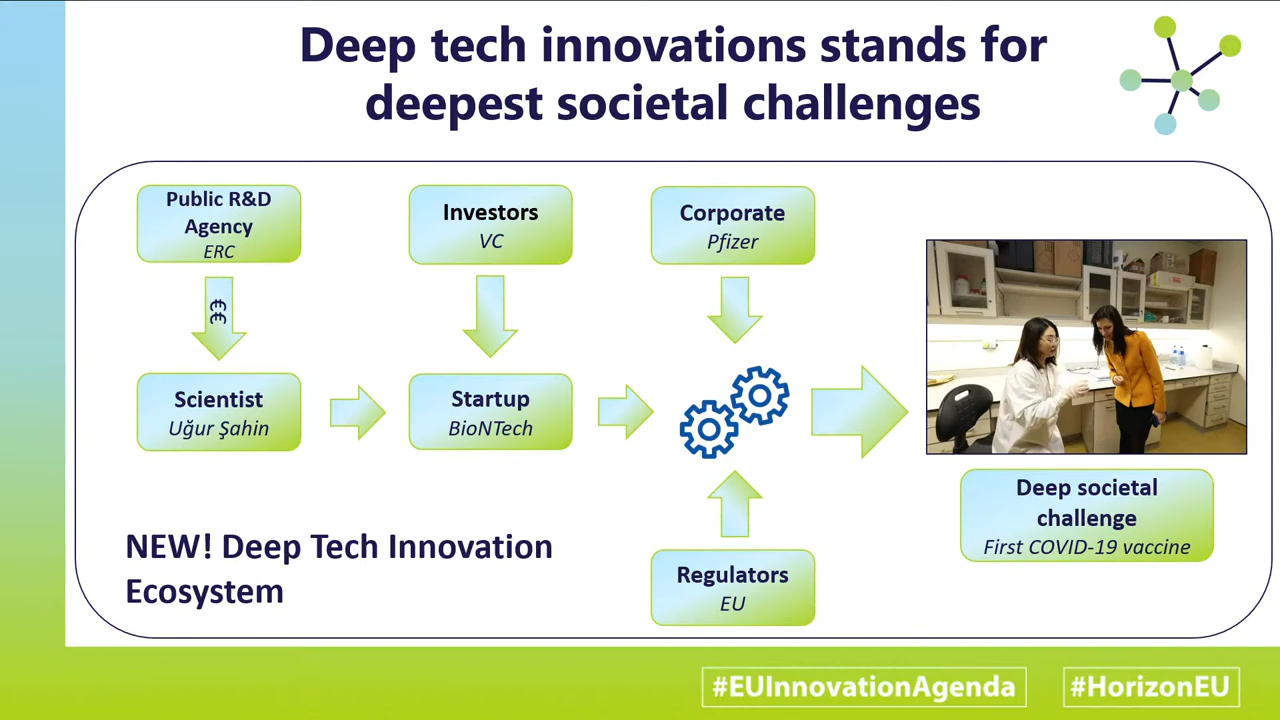 Deep tech innovations stands for
deepest societal challenges
Public R&D
Agency
ERC
Investors
VC
Corporate
Pfizer
€€
Scientist
Uğur Şahin
Startup
BioNTech
Deep societal
challenge
First COVID-19 vaccine
NEW! Deep Tech Innovation
Ecosystem
Regulators
EU
#EUInnovationAgenda
#HorizonEU